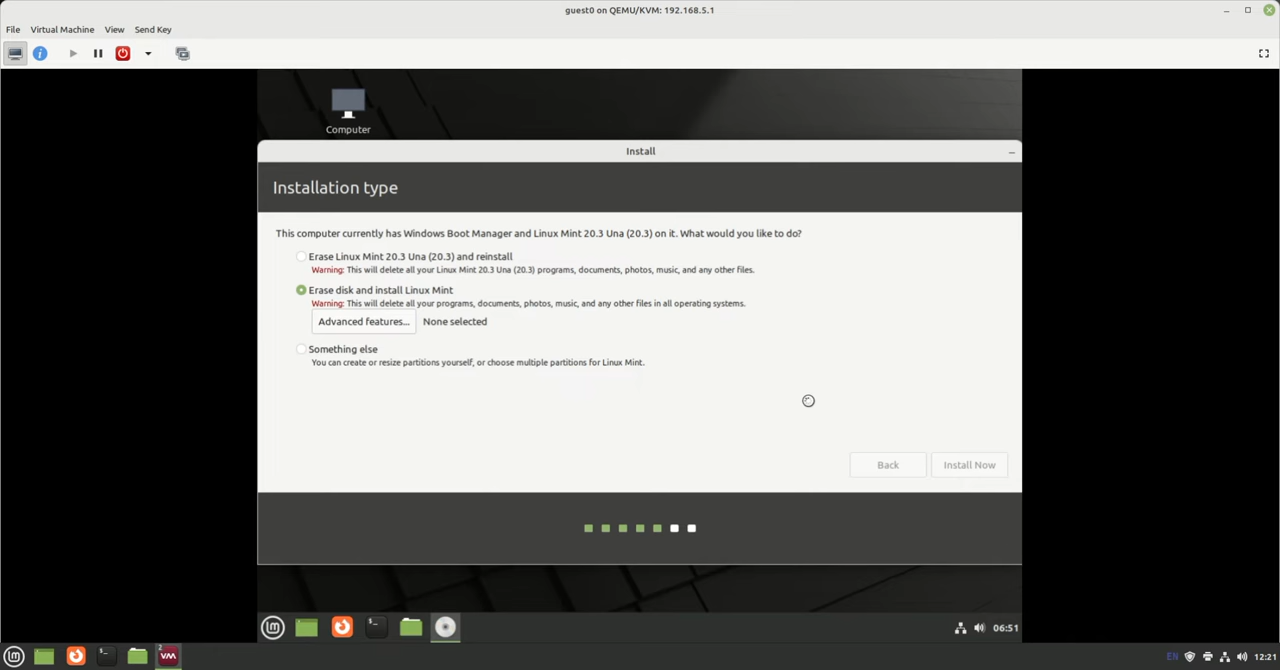 guest0 on QEMU/KVM: 192.168.5.1
File Virtual Machine View Send Key
Computer
Install
Installation type
This computer currently has Windows Boot Manager and Linux Mint 20.3 Una (20.3) on it. What would you like to do?
Erase Linux Mint 20.3 Una (20.3) and reinstall
Warning: This will delete all your Linux Mint 20.3 Una (20.3) programs, documents, photos, music, and any other files.
Erase disk and install Linux Mint
Warning: This will delete all your programs, documents, photos, music, and any other files in all operating systems.
Advanced features... None selected
Something else
You can create or resize partitions yourself, or choose multiple partitions for Linux Mint.
Back Install Now
06:51
2
EN 12:21